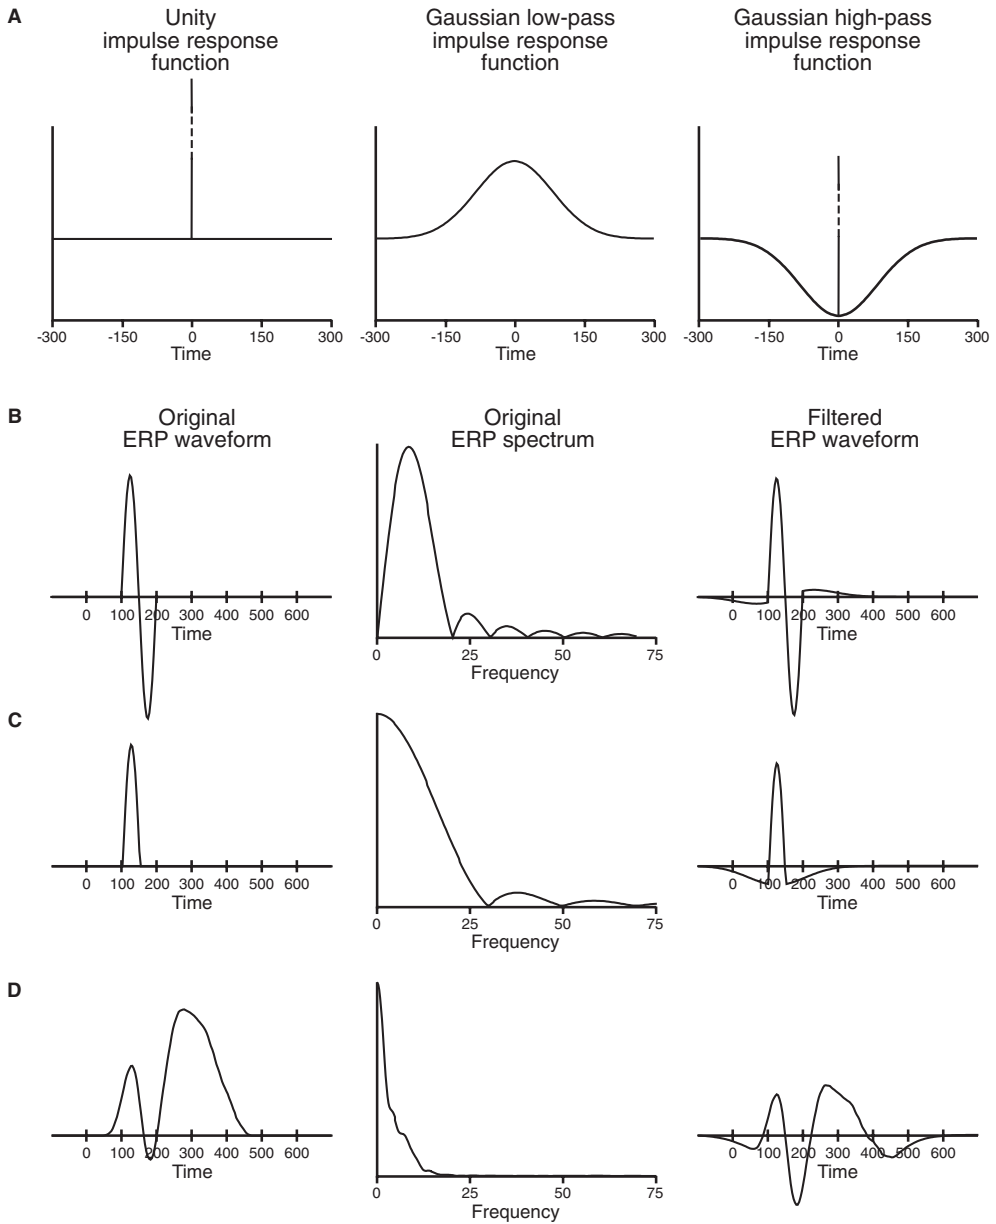 A
Unity
impulse response
function
Gaussian low-pass
impulse response
function
Gaussian high-pass
impulse response
function
-300 -150 0 150 300
Time
-300 -150 0 150 300
Time
-300 -150 0 150 300
Time
B
Original
ERP waveform
Original
ERP spectrum
Filtered
ERP waveform
0 100 200 300 400 500 600
Time
0 25 50 75
Frequency
0 100 200 300 400 500 600
Time
C
0 100 200 300 400 500 600
Time
0 25 50 75
Frequency
0 100 200 300 400 500 600
Time
D
0 100 200 300 400 500 600
Time
0 25 50 75
Frequency
0 100 200 300 400 500 600
Time